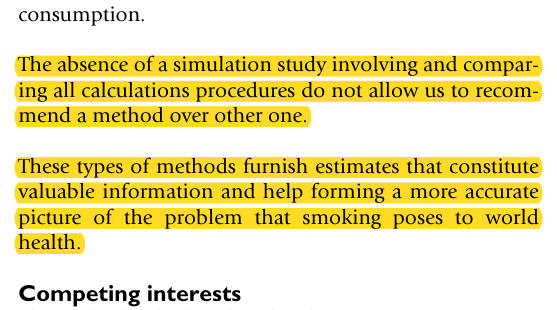 consumption.
The absence of a simulation study involving and compar-
ing all calculations procedures do not allow us to recom-
mend a method over other one.
These types of methods furnish estimates that constitute
valuable information and help forming a more accurate
picture of the problem that smoking poses to world
health.
Competing interests